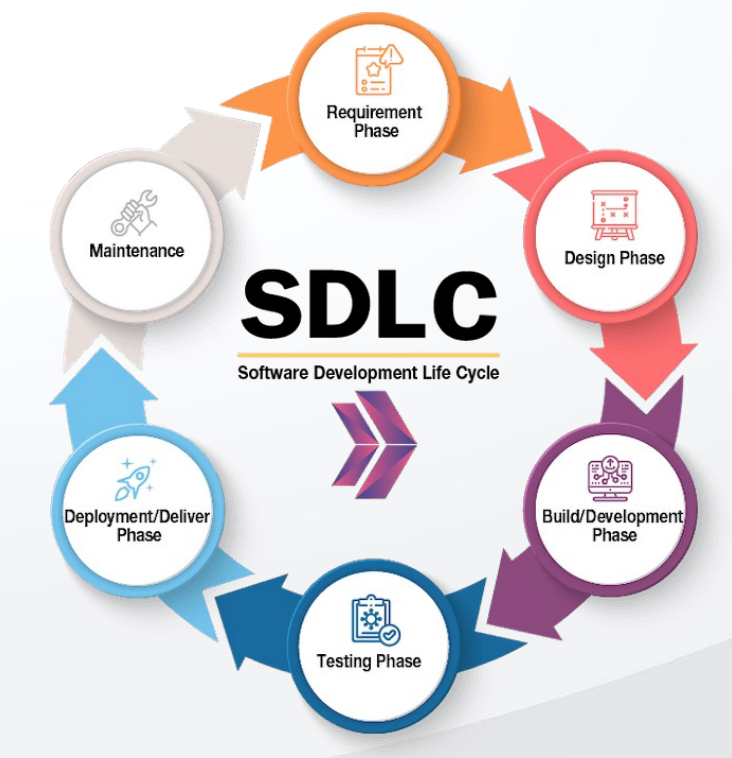 Requirement
Phase
Design Phase
Build/Development
Phase
Testing Phase
Deployment/Deliver
Phase
Maintenance
SDLC
Software Development Life Cycle